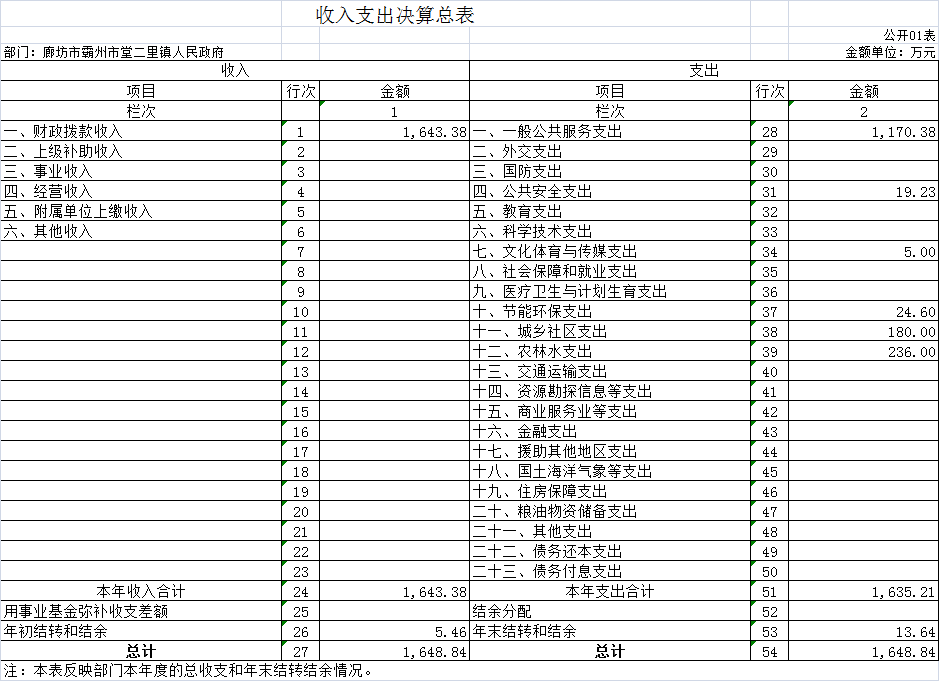 收入支出决算总表
公开01表
部门：廊坊市霸州市堂二里镇人民政府 金额单位：万元
收入 支出
项目 行次 金额 项目 行次 金额
栏次 1 栏次 2
一、财政拨款收入 1 1,643.38 一、一般公共服务支出 28 1,170.38
二、上级补助收入 2 二、外交支出 29
三、事业收入 3 三、国防支出 30
四、经营收入 4 四、公共安全支出 31 19.23
五、附属单位上缴收入 5 五、教育支出 32
六、其他收入 6 六、科学技术支出 33
7 七、文化体育与传媒支出 34 5.00
8 八、社会保障和就业支出 35
9 九、医疗卫生与计划生育支出 36
10 十、节能环保支出 37 24.60
11 十一、城乡社区支出 38 180.00
12 十二、农林水支出 39 236.00
13 十三、交通运输支出 40
14 十四、资源勘探信息等支出 41
15 十五、商业服务业等支出 42
16 十六、金融支出 43
17 十七、援助其他地区支出 44
18 十八、国土海洋气象等支出 45
19 十九、住房保障支出 46
20 二十、粮油物资储备支出 47
21 二十一、其他支出 48
22 二十二、债务还本支出 49
23 二十三、债务付息支出 50
本年收入合计 24 1,643.38 本年支出合计 51 1,635.21
用事业基金弥补收支差额 25 结余分配 52
年初结转和结余 26 5.46 年末结转和结余 53 13.64
总计 27 1,648.84 总计 54 1,648.84
注：本表反映部门本年度的总收支和年末结转结余情况。